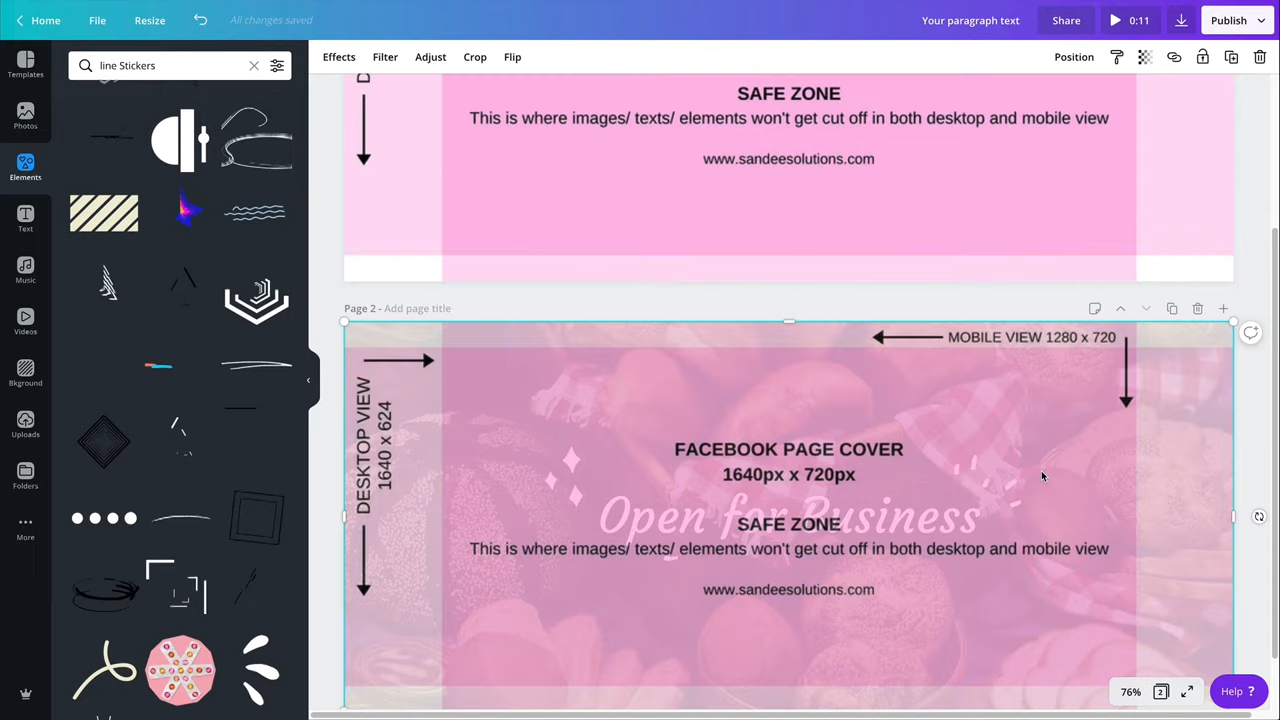 Home
File
Resize
All changes saved
Your paragraph text
Share
0:11
Publish
Templates
Photos
Elements
Text
Music
Videos
Bkground
Uploads
Folders
More
line Stickers
Effects
Filter
Adjust
Crop
Flip
Position
SAFE ZONE
This is where images/ texts/ elements won't get cut off in both desktop and mobile view
www.sandeesolutions.com
Page 2 - Add page title
MOBILE VIEW 1280 x 720
DESKTOP VIEW
1640 x 624
FACEBOOK PAGE COVER
1640px x 720px
Open for Business
SAFE ZONE
This is where images/ texts/ elements won't get cut off in both desktop and mobile view
www.sandeesolutions.com
76%
2
Help ?